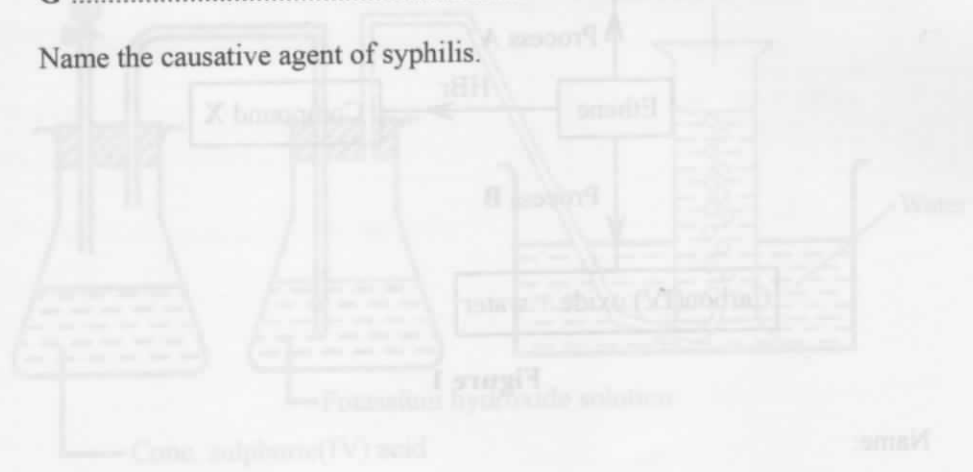 G ..........................................................................................
Name the causative agent of syphilis.
Process A
HBr
Compound X
Ethene
Process B
Water
Carbon(IV) oxide + water
Figure 1
Potassium hydroxide solution
Name:
Conc. sulphuric(IV) acid